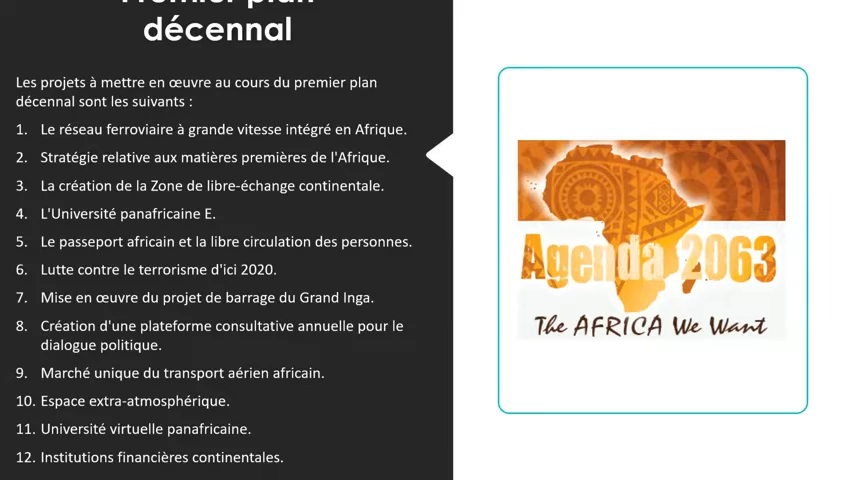 Premier plan
décennal
Les projets à mettre en œuvre au cours du premier plan
décennal sont les suivants :
1. Le réseau ferroviaire à grande vitesse intégré en Afrique.
2. Stratégie relative aux matières premières de l'Afrique.
3. La création de la Zone de libre-échange continentale.
4. L'Université panafricaine E.
5. Le passeport africain et la libre circulation des personnes.
6. Lutte contre le terrorisme d'ici 2020.
7. Mise en œuvre du projet de barrage du Grand Inga.
8. Création d'une plateforme consultative annuelle pour le
dialogue politique.
9. Marché unique du transport aérien africain.
10. Espace extra-atmosphérique.
11. Université virtuelle panafricaine.
12. Institutions financières continentales.
Agenda 2063
The AFRICA We Want